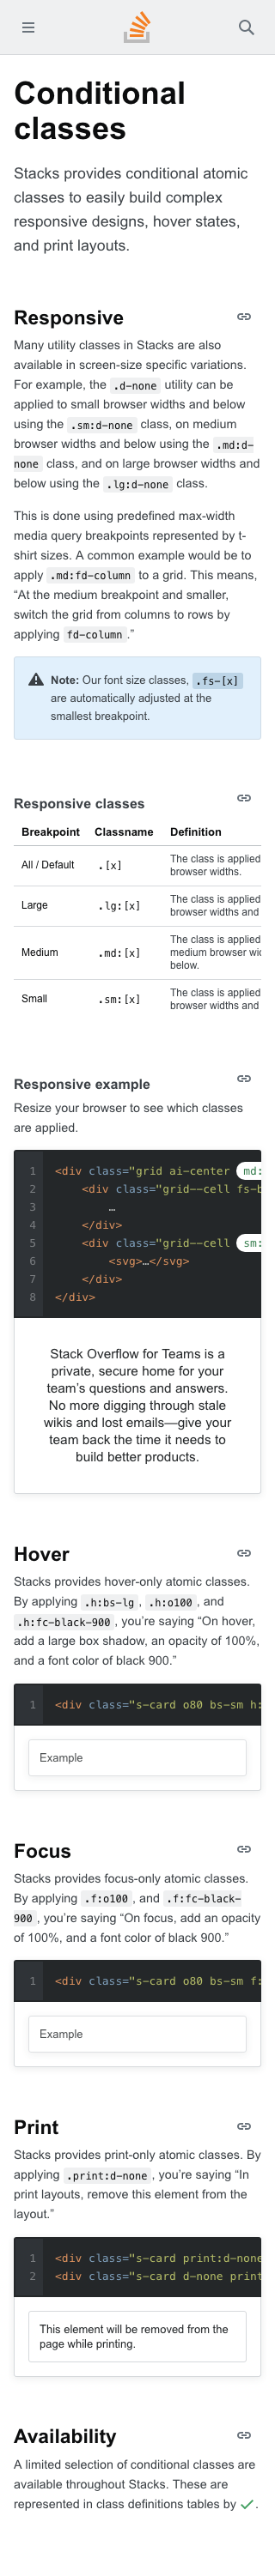 Conditional
classes
Stacks provides conditional atomic
classes to easily build complex
responsive designs, hover states,
and print layouts.
Responsive
Many utility classes in Stacks are also
available in screen-size specific variations.
For example, the .d-none utility can be
applied to small browser widths and below
using the .sm:d-none class, on medium
browser widths and below using the .md:d-
none class, and on large browser widths and
below using the .lg:d-none class.
This is done using predefined max-width
media query breakpoints represented by t-
shirt sizes. A common example would be to
apply .md:fd-column to a grid. This means,
“At the medium breakpoint and smaller,
switch the grid from columns to rows by
applying fd-column.”
Note: Our font size classes, .fs-[x]
are automatically adjusted at the
smallest breakpoint.
Responsive classes
Breakpoint Classname Definition
All / Default .[x] The class is applied
browser widths.
Large .lg:[x] The class is applied
browser widths and
Medium .md:[x] The class is applied
medium browser wi
below.
Small .sm:[x] The class is applied
browser widths and
Responsive example
Resize your browser to see which classes
are applied.
1 <div class="grid ai-center md:
2 <div class="grid--cell fs-b
3 …
4 </div>
5 <div class="grid--cell sm:
6 <svg>…</svg>
7 </div>
8 </div>
Stack Overflow for Teams is a
private, secure home for your
team’s questions and answers.
No more digging through stale
wikis and lost emails—give your
team back the time it needs to
build better products.
Hover
Stacks provides hover-only atomic classes.
By applying .h:bs-lg, .h:o100, and
.h:fc-black-900, you’re saying “On hover,
add a large box shadow, an opacity of 100%,
and a font color of black 900.”
1 <div class="s-card o80 bs-sm h:
Example
Focus
Stacks provides focus-only atomic classes.
By applying .f:o100, and .f:fc-black-
900, you’re saying “On focus, add an opacity
of 100%, and a font color of black 900.”
1 <div class="s-card o80 bs-sm f:
Example
Print
Stacks provides print-only atomic classes. By
applying .print:d-none, you’re saying “In
print layouts, remove this element from the
layout.”
1 <div class="s-card print:d-none
2 <div class="s-card d-none print
This element will be removed from the
page while printing.
Availability
A limited selection of conditional classes are
available throughout Stacks. These are
represented in class definitions tables by ✓.